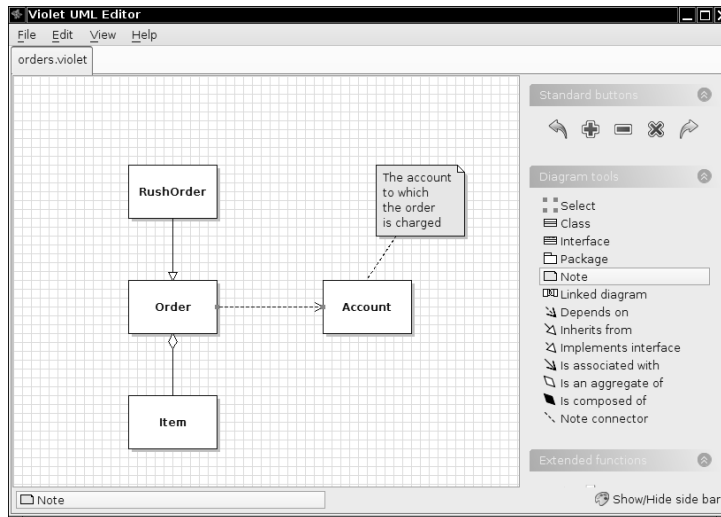 Violet UML Editor
File Edit View Help
orders.violet
RushOrder
The account
to which
the order
is charged
Order
Account
Item
Standard buttons
Diagram tools
Select
Class
Interface
Package
Note
Linked diagram
Depends on
Inherits from
Implements interface
Is associated with
Is an aggregate of
Is composed of
Note connector
Extended functions
Note
Show/Hide side bar